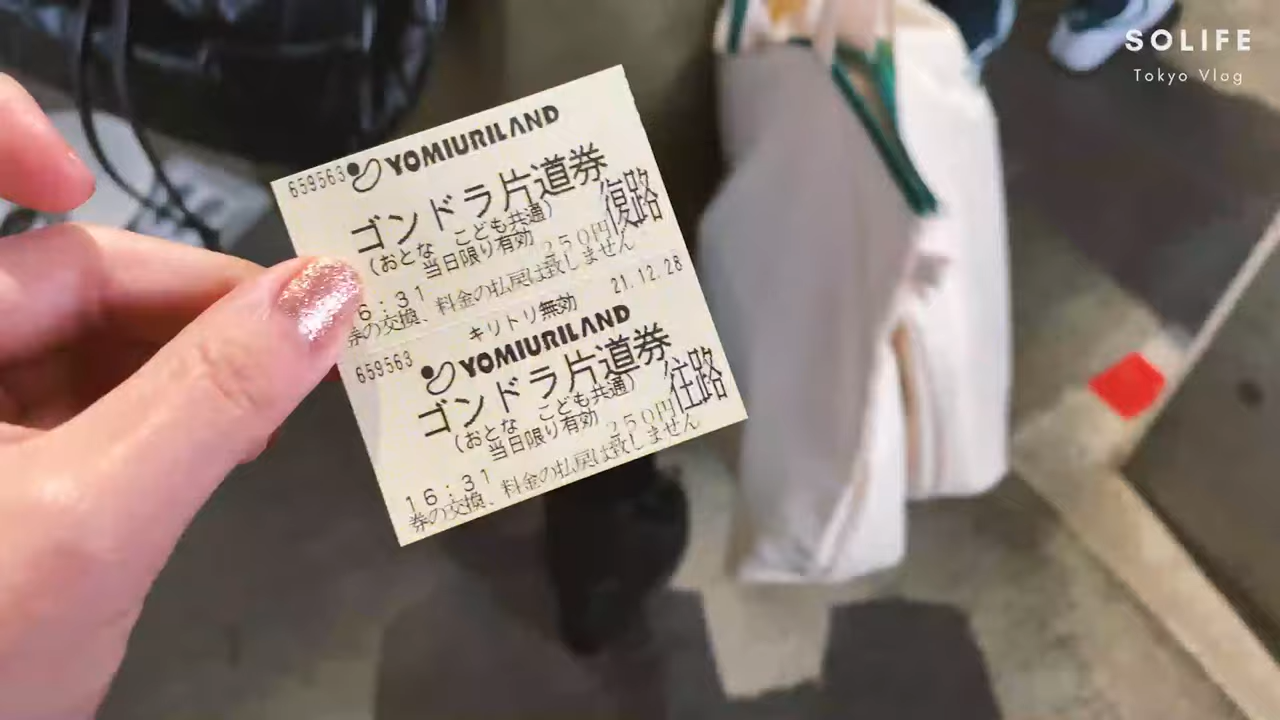 SOLIFE
Tokyo Vlog
659563 YOMIURILAND
ゴンドラ片道券
(おとな こども共通) 復路
当日限り有効 250円
6:31 料金の払戻は致しません
券の交換、
キリトリ無効 21.12.28
659563 YOMIURILAND
ゴンドラ片道券
(おとな こども共通) 往路
当日限り有効 250円
16:31
券の交換、料金の払戻は致しません